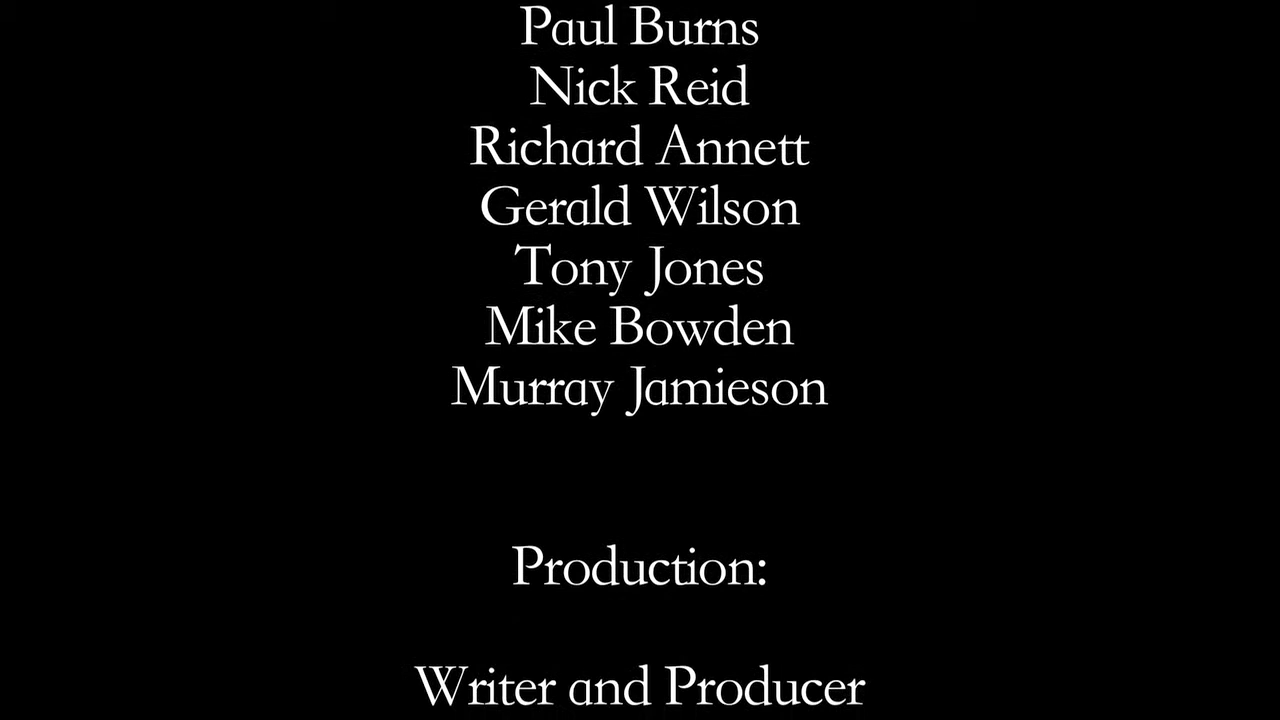 Paul Burns
Nick Reid
Richard Annett
Gerald Wilson
Tony Jones
Mike Bowden
Murray Jamieson
Production:
Writer and Producer